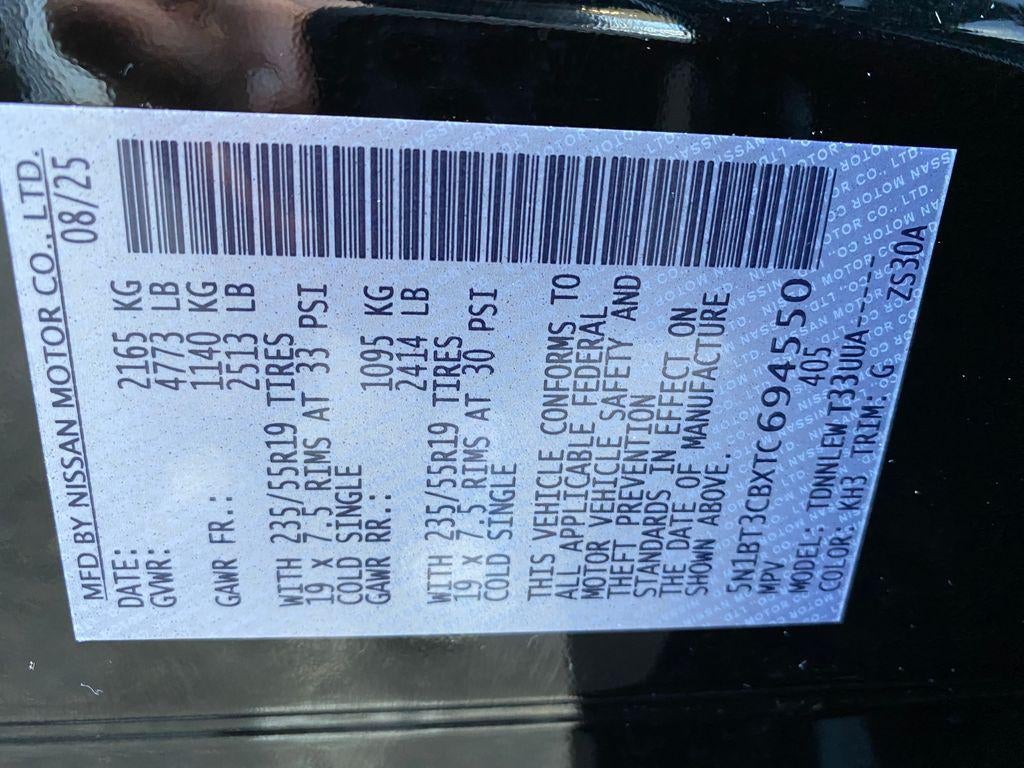 MFD BY NISSAN MOTOR CO., LTD.
DATE: 08/25
GVWR: 2165 KG
4773 LB
GAWR FR.: 1140 KG
2513 LB
WITH 235/55R19 TIRES
19 X 7.5 RIMS AT 33 PSI
COLD SINGLE
GAWR RR.: 1095 KG
2414 LB
WITH 235/55R19 TIRES
19 X 7.5 RIMS AT 30 PSI
COLD SINGLE
THIS VEHICLE CONFORMS TO
ALL APPLICABLE FEDERAL
MOTOR VEHICLE SAFETY AND
THEFT PREVENTION
STANDARDS IN EFFECT ON
THE DATE OF MANUFACTURE
SHOWN ABOVE.
5N1BT3CBXTC694550
MPV 405
MODEL: TDNNLEWT33UUA-----
COLOR: KH3 TRIM: G ZS30A